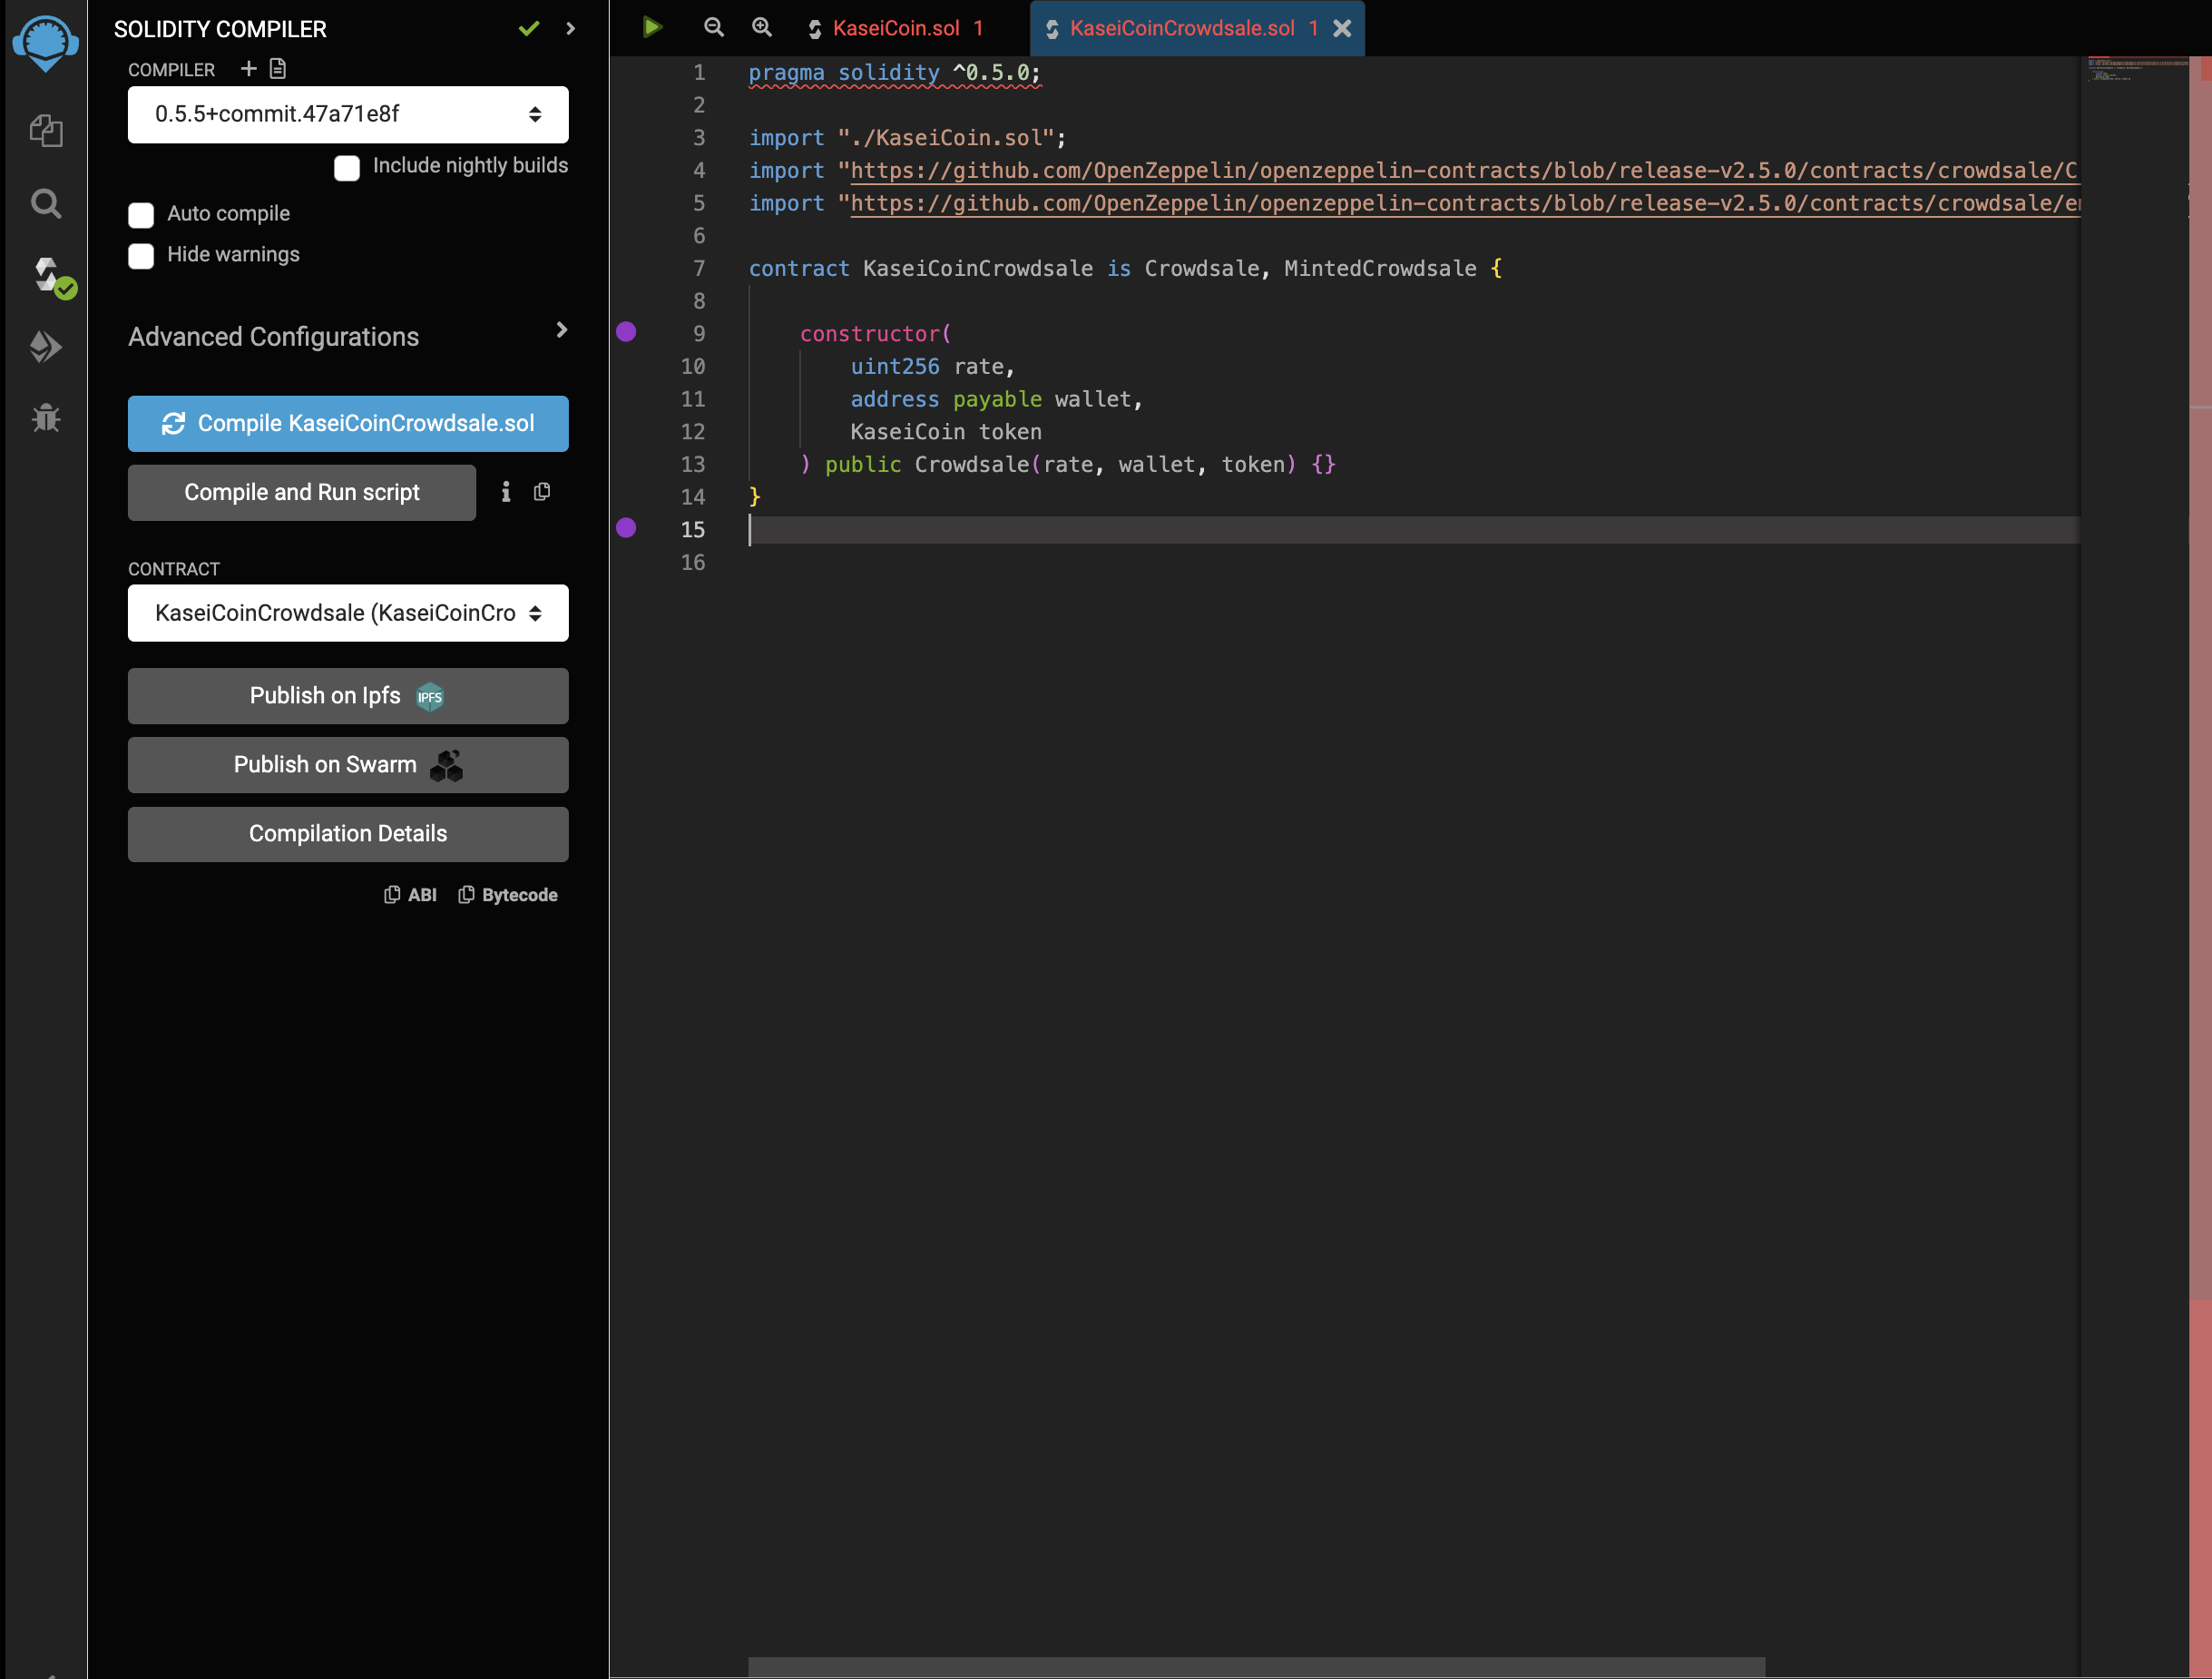 SOLIDITY COMPILER
COMPILER
0.5.5+commit.47a71e8f
Include nightly builds
Auto compile
Hide warnings
Advanced Configurations
Compile KaseiCoinCrowdsale.sol
Compile and Run script
CONTRACT
KaseiCoinCrowdsale (KaseiCoinCro
Publish on Ipfs IPFS
Publish on Swarm
Compilation Details
ABI Bytecode
KaseiCoin.sol 1 KaseiCoinCrowdsale.sol 1
1 pragma solidity ^0.5.0;
2
3 import "./KaseiCoin.sol";
4 import "https://github.com/OpenZeppelin/openzeppelin-contracts/blob/release-v2.5.0/contracts/crowdsale/C
5 import "https://github.com/OpenZeppelin/openzeppelin-contracts/blob/release-v2.5.0/contracts/crowdsale/e
6
7 contract KaseiCoinCrowdsale is Crowdsale, MintedCrowdsale {
8
9 constructor(
10 uint256 rate,
11 address payable wallet,
12 KaseiCoin token
13 ) public Crowdsale(rate, wallet, token) {}
14 }
15
16